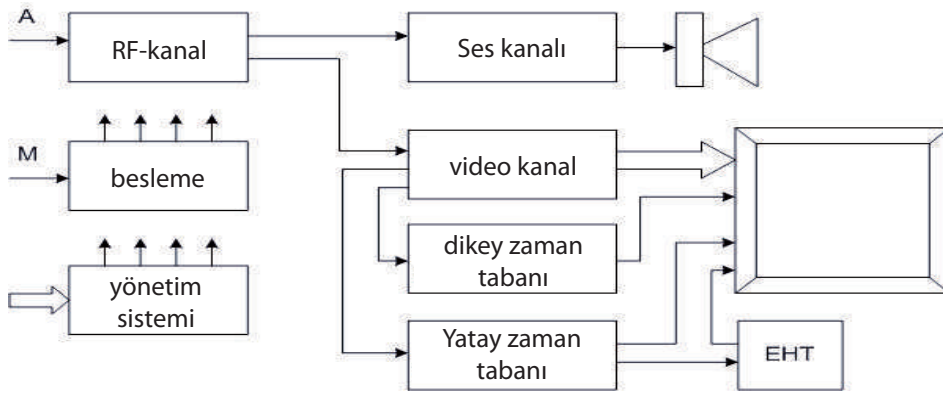 A
RF-kanal
Ses kanalı
M
besleme
video kanal
dikey zaman
tabanı
yönetim
sistemi
Yatay zaman
tabanı
EHT